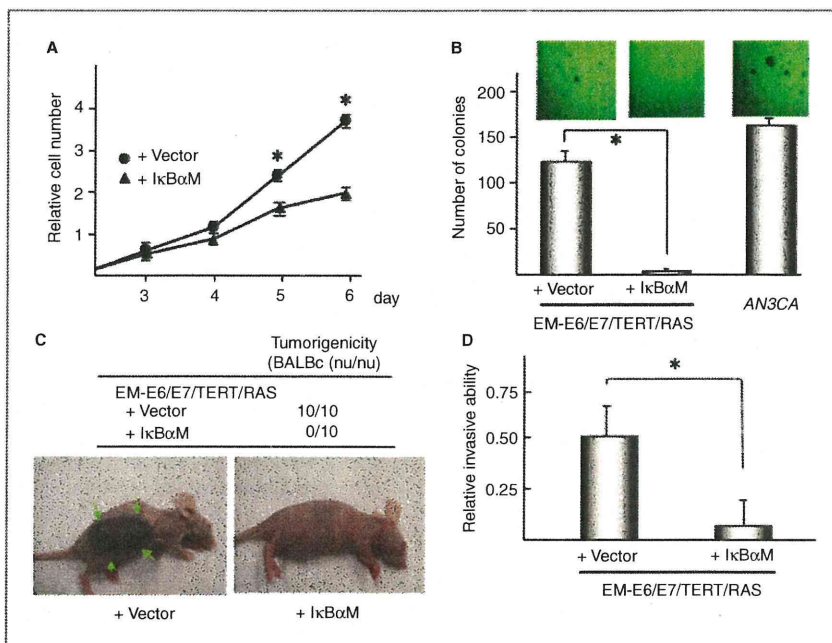 A
Relative cell number
4
3
2
1
+ Vector
+ IκBαM
*
*
3 4 5 6 day
B
Number of colonies
200
150
100
50
*
+ Vector + IκBαM
EM-E6/E7/TERT/RAS
AN3CA
C
Tumorigenicity
(BALBc (nu/nu)
EM-E6/E7/TERT/RAS
+ Vector 10/10
+ IκBαM 0/10
+ Vector + IκBαM
D
Relative invasive ability
0.75
0.50
0.25
*
+ Vector + IκBαM
EM-E6/E7/TERT/RAS